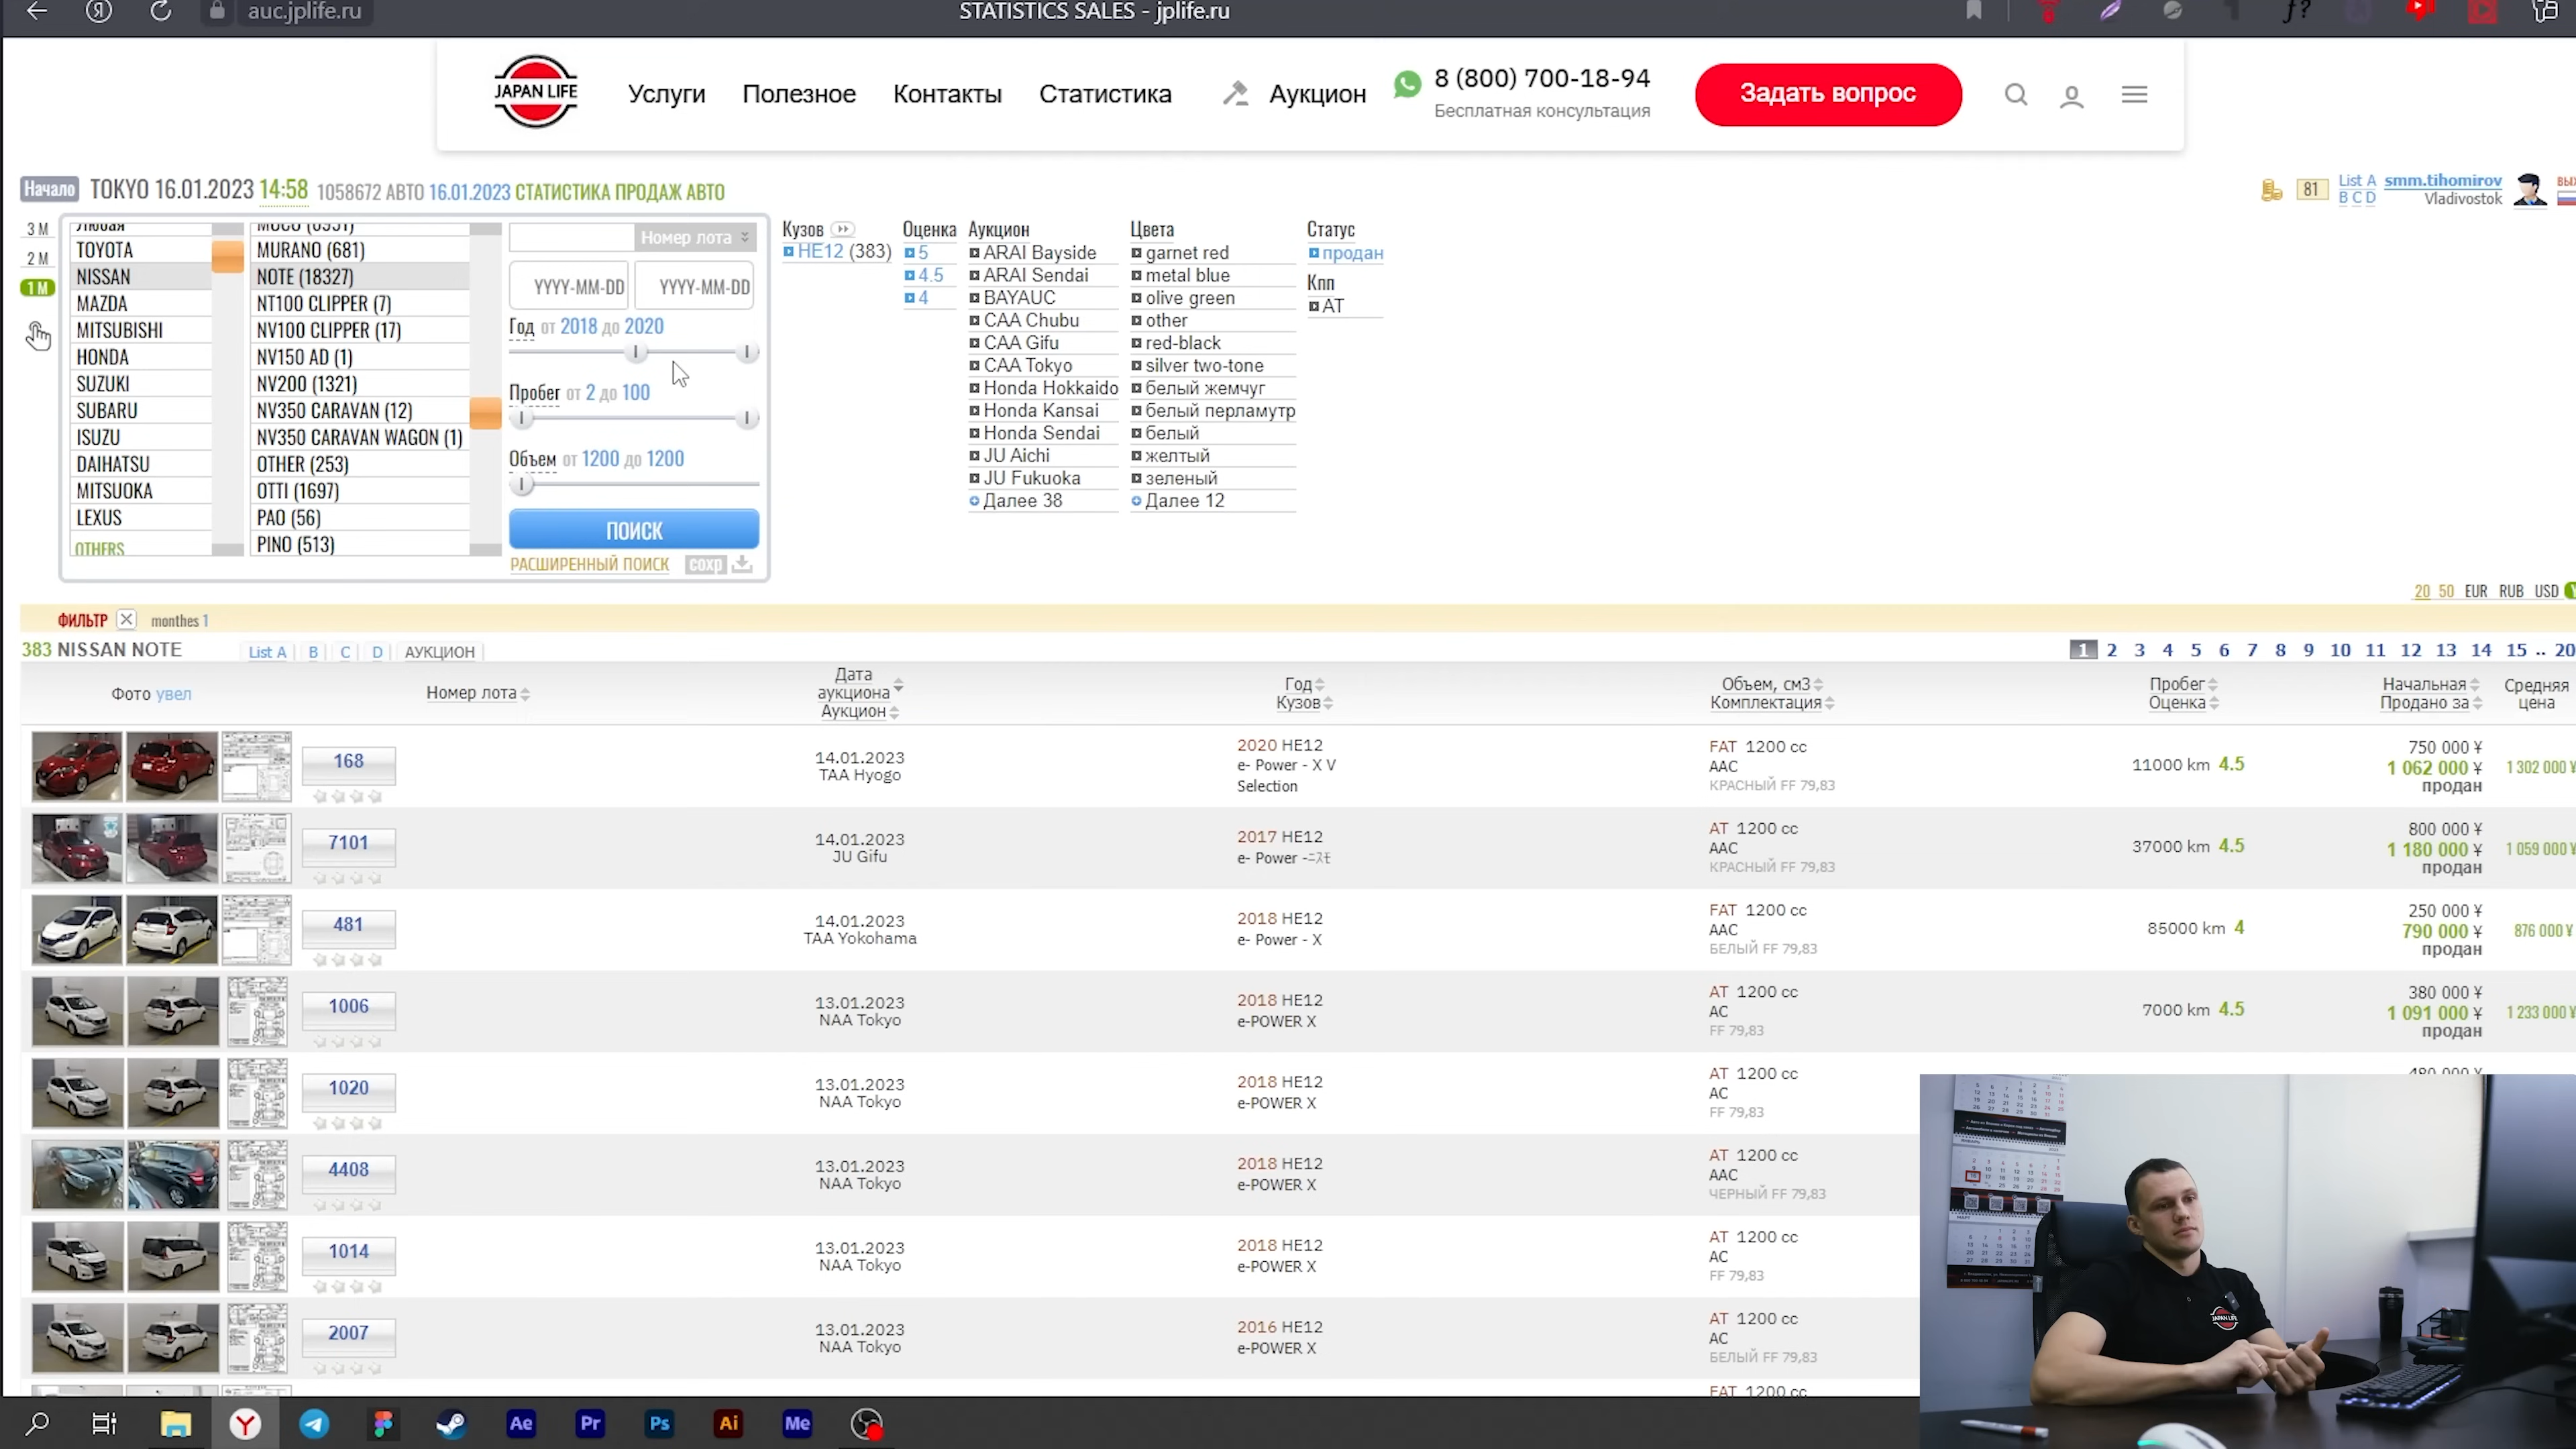 auc.jplife.ru
STATISTICS SALES - jplife.ru
JAPAN LIFE
Услуги
Полезное
Контакты
Статистика
Аукцион
8 (800) 700-18-94
Бесплатная консультация
Задать вопрос
Начало TOKYO 16.01.2023 14:58 1058672 АВТО 16.01.2023 СТАТИСТИКА ПРОДАЖ АВТО
81
List A
B C D
smm.tihomirov
Vladivostok
3 M
2 M
1 M
Любая
TOYOTA
NISSAN
MAZDA
MITSUBISHI
HONDA
SUZUKI
SUBARU
ISUZU
DAIHATSU
MITSUOKA
LEXUS
OTHERS
MURANO (681)
NOTE (18327)
NT100 CLIPPER (7)
NV100 CLIPPER (17)
NV150 AD (1)
NV200 (1321)
NV350 CARAVAN (12)
NV350 CARAVAN WAGON (1)
OTHER (253)
OTTI (1697)
PAO (56)
PINO (513)
Номер лота
YYYY-MM-DD YYYY-MM-DD
Год от 2018 до 2020
Пробег от 2 до 100
Объем от 1200 до 1200
ПОИСК
РАСШИРЕННЫЙ ПОИСК сохр
Кузов
HE12 (383)
Оценка
5
4.5
4
Аукцион
ARAI Bayside
ARAI Sendai
BAYAUC
CAA Chubu
CAA Gifu
CAA Tokyo
Honda Hokkaido
Honda Kansai
Honda Sendai
JU Aichi
JU Fukuoka
Далее 38
Цвета
garnet red
metal blue
olive green
other
red-black
silver two-tone
белый жемчуг
белый перламутр
белый
желтый
зеленый
Далее 12
Статус
продан
Кпп
AT
20 50 EUR RUB USD
ФИЛЬТР monthes 1
383 NISSAN NOTE List A B C D АУКЦИОН
1 2 3 4 5 6 7 8 9 10 11 12 13 14 15 .. 20
Фото увел
Номер лота
Дата
аукциона
Аукцион
Год
Кузов
Объем, см3
Комплектация
Пробег
Оценка
Начальная
Продано за
Средняя
цена
168
14.01.2023
TAA Hyogo
2020 HE12
e- Power - X V
Selection
FAT 1200 cc
AAC
КРАСНЫЙ FF 79,83
11000 km 4.5
750 000 ¥
1 062 000 ¥
продан
1 302 000 ¥
7101
14.01.2023
JU Gifu
2017 HE12
e- Power -ﾆｽﾓ
AT 1200 cc
AAC
КРАСНЫЙ FF 79,83
37000 km 4.5
800 000 ¥
1 180 000 ¥
продан
1 059 000 ¥
481
14.01.2023
TAA Yokohama
2018 HE12
e- Power - X
FAT 1200 cc
AAC
БЕЛЫЙ FF 79,83
85000 km 4
250 000 ¥
790 000 ¥
продан
876 000 ¥
1006
13.01.2023
NAA Tokyo
2018 HE12
e-POWER X
AT 1200 cc
AC
FF 79,83
7000 km 4.5
380 000 ¥
1 091 000 ¥
продан
1 233 000 ¥
1020
13.01.2023
NAA Tokyo
2018 HE12
e-POWER X
AT 1200 cc
AC
FF 79,83
4408
13.01.2023
NAA Tokyo
2018 HE12
e-POWER X
AT 1200 cc
AAC
ЧЕРНЫЙ FF 79,83
1014
13.01.2023
NAA Tokyo
2018 HE12
e-POWER X
AT 1200 cc
AC
FF 79,83
2007
13.01.2023
NAA Tokyo
2016 HE12
e-POWER X
AT 1200 cc
AC
БЕЛЫЙ FF 79,83
FAT 1200 cc
JAPAN LIFE
Ae
Pr
Ps
Ai
Me